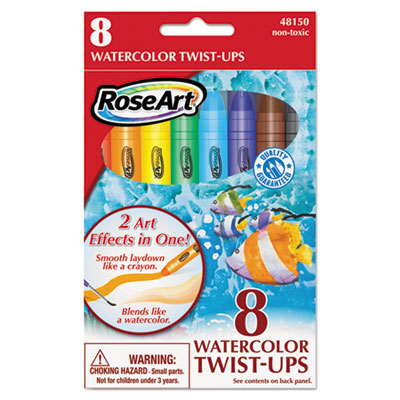 8
48150
non-toxic
WATERCOLOR TWIST-UPS
RoseArt
QUALITY
GUARANTEED
2 Art
Effects in One!
Smooth laydown
like a crayon.
Blends like
a watercolor.
8
WATERCOLOR
TWIST-UPS
See contents on back panel.
WARNING:
CHOKING HAZARD - Small parts.
Not for children under 3 years.